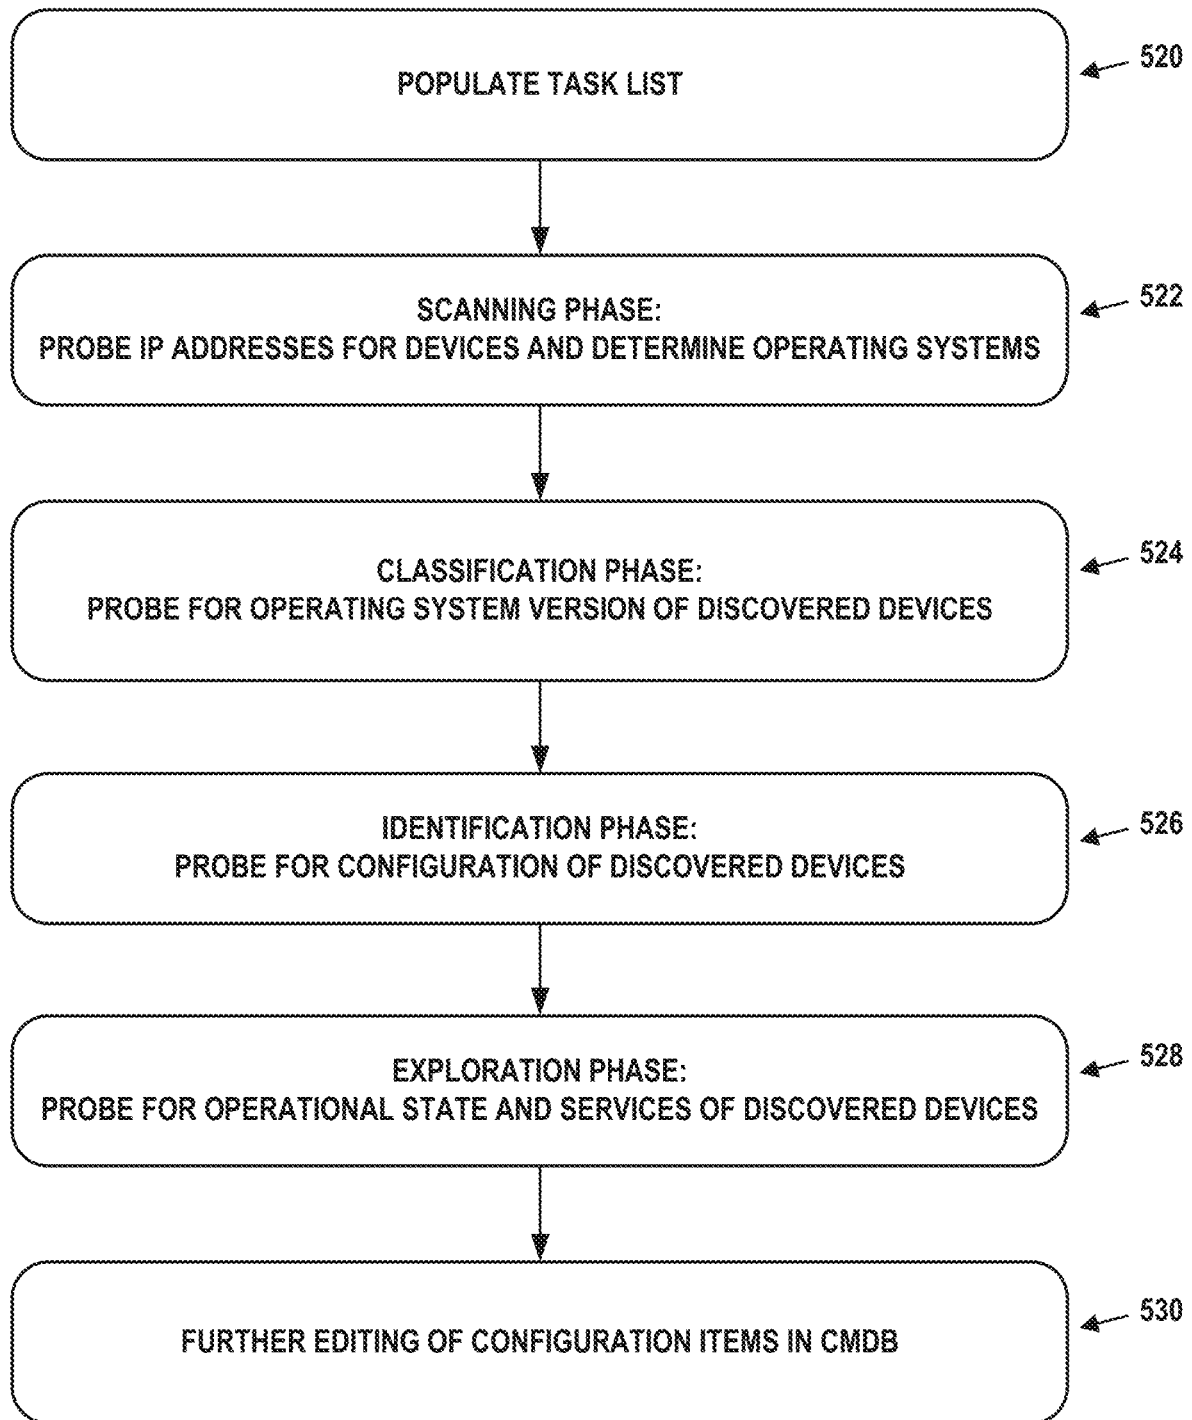 POPULATE TASK LIST
520
SCANNING PHASE:
PROBE IP ADDRESSES FOR DEVICES AND DETERMINE OPERATING SYSTEMS
522
CLASSIFICATION PHASE:
PROBE FOR OPERATING SYSTEM VERSION OF DISCOVERED DEVICES
524
IDENTIFICATION PHASE:
PROBE FOR CONFIGURATION OF DISCOVERED DEVICES
526
EXPLORATION PHASE:
PROBE FOR OPERATIONAL STATE AND SERVICES OF DISCOVERED DEVICES
528
FURTHER EDITING OF CONFIGURATION ITEMS IN CMDB
530